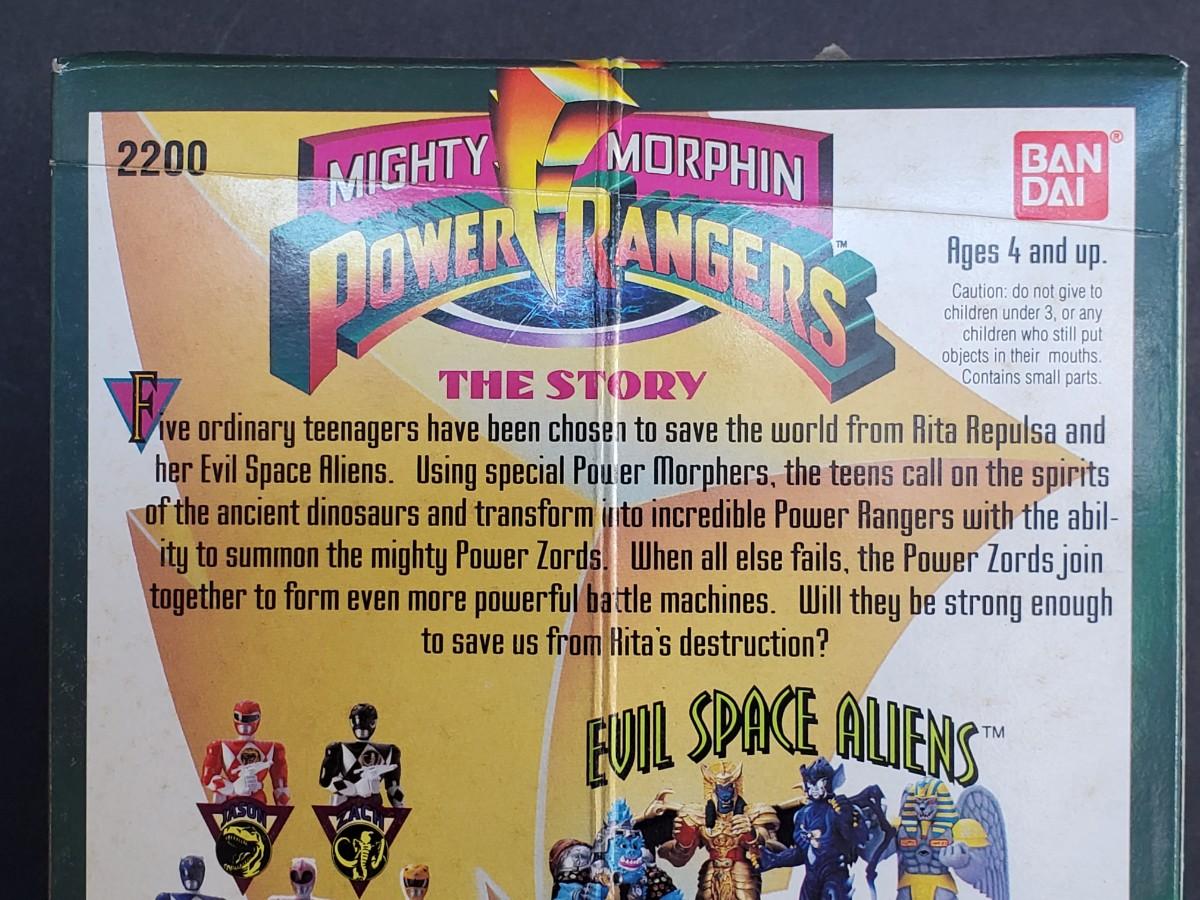 2200
MIGHTY MORPHIN
POWER RANGERS™
BAN
DAI®
Ages 4 and up.
Caution: do not give to
children under 3, or any
children who still put
objects in their mouths.
Contains small parts.
THE STORY
Five ordinary teenagers have been chosen to save the world from Rita Repulsa and
her Evil Space Aliens. Using special Power Morphers, the teens call on the spirits
of the ancient dinosaurs and transform into incredible Power Rangers with the abil-
ity to summon the mighty Power Zords. When all else fails, the Power Zords join
together to form even more powerful battle machines. Will they be strong enough
to save us from Rita's destruction?
EVIL SPACE ALIENS™
JASON
ZACK